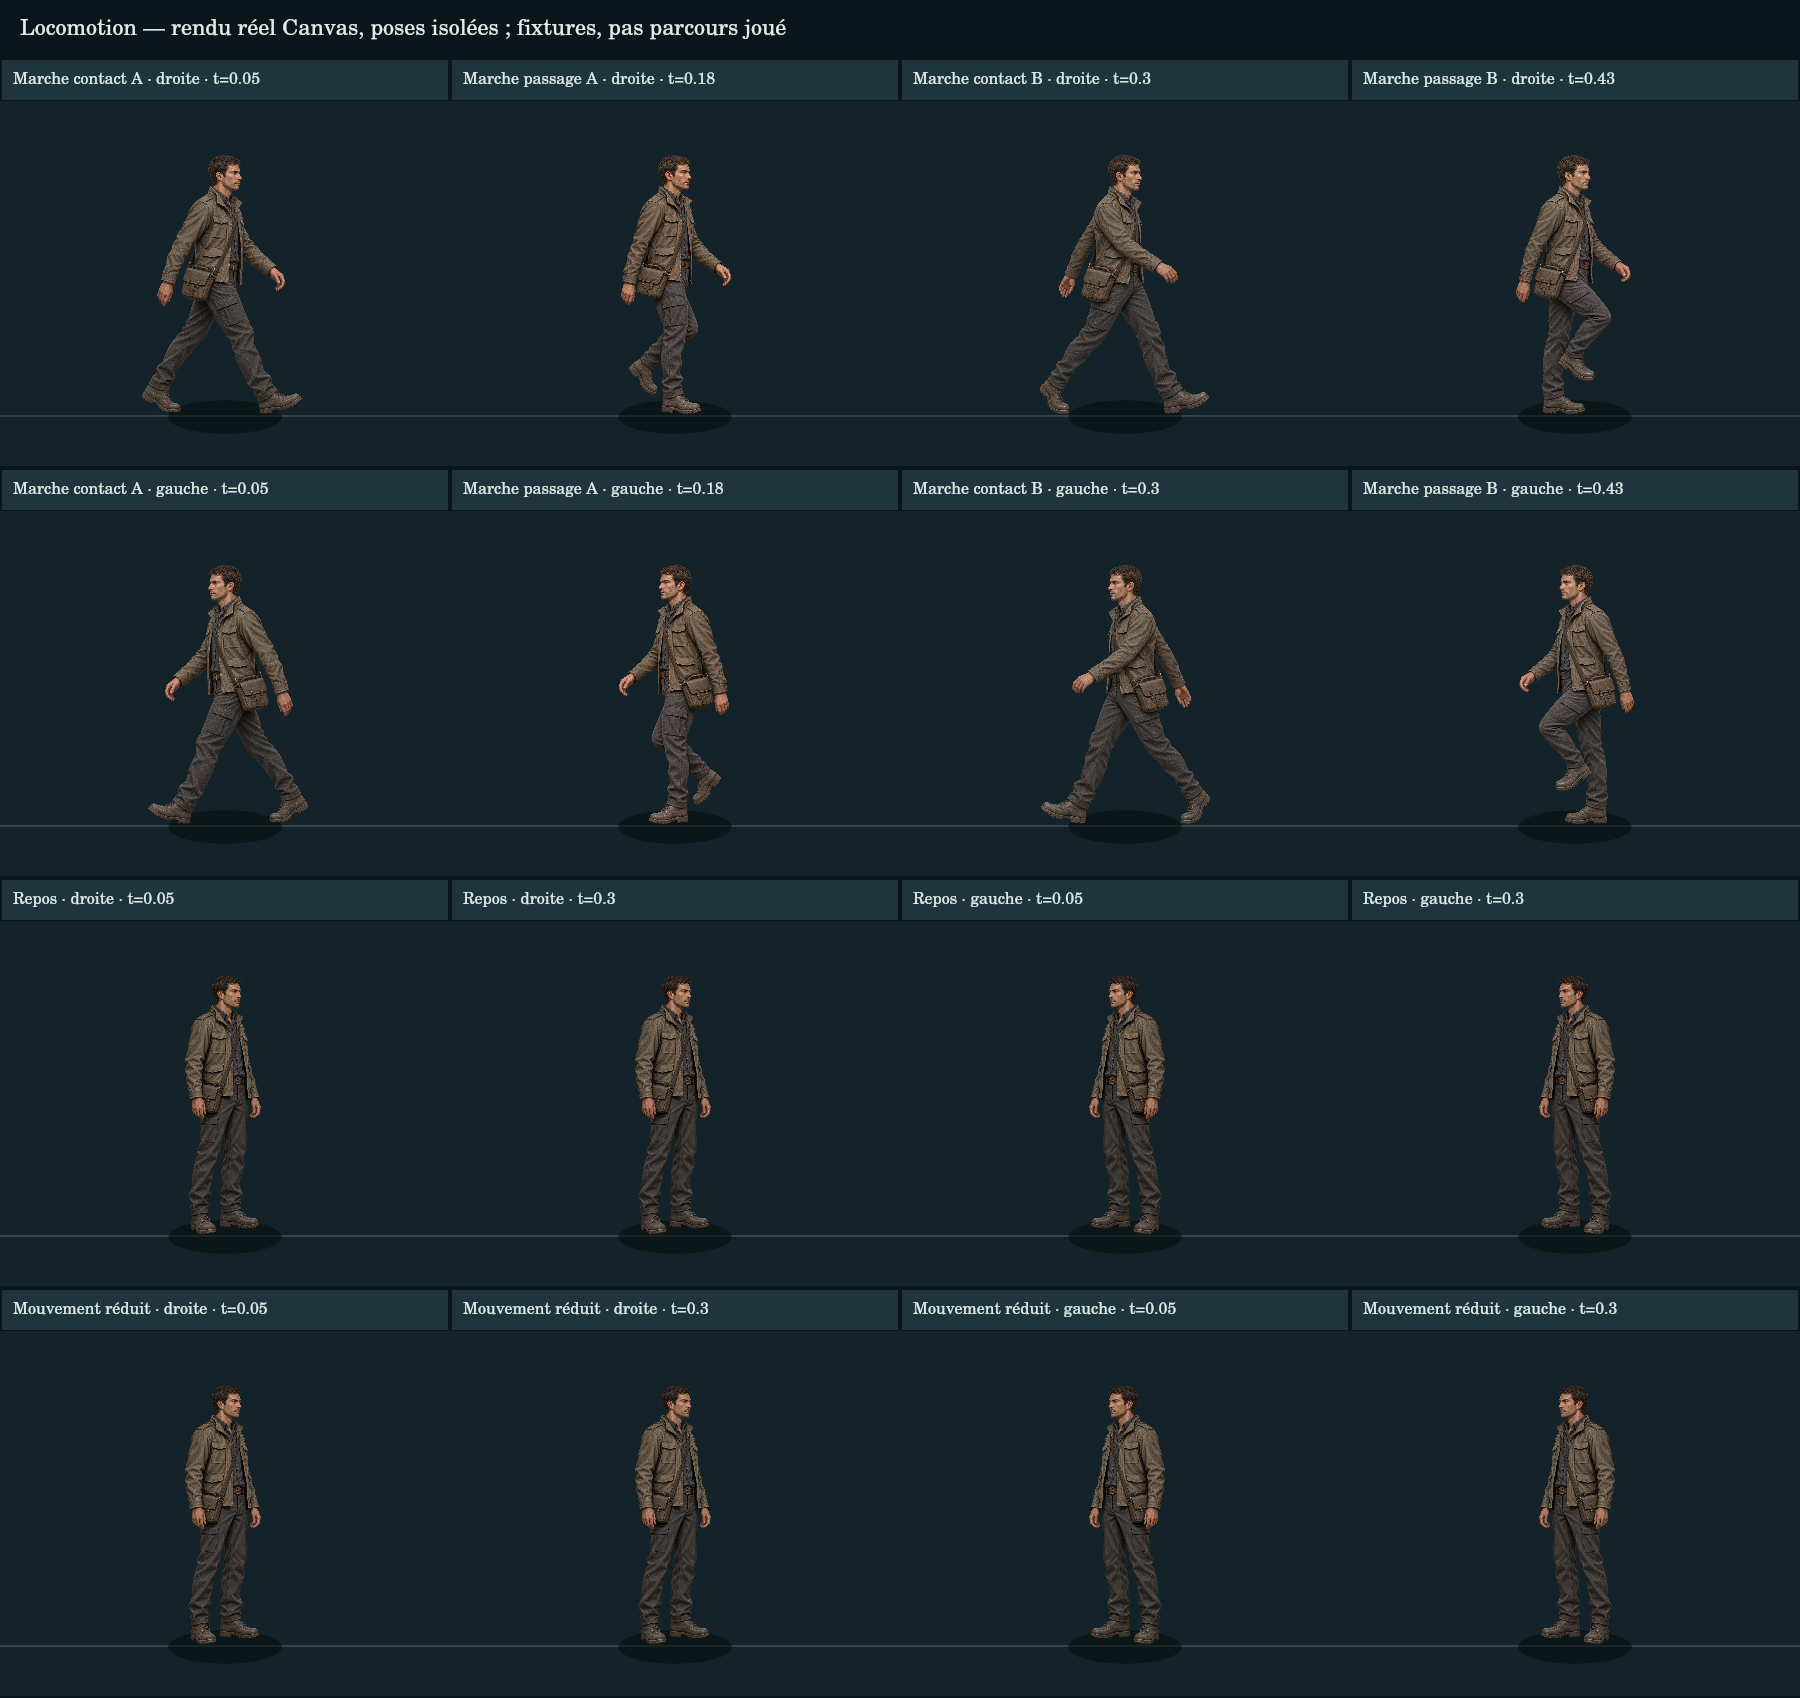 Locomotion — rendu réel Canvas, poses isolées ; fixtures, pas parcours joué
Marche contact A · droite · t=0.05
Marche passage A · droite · t=0.18
Marche contact B · droite · t=0.3
Marche passage B · droite · t=0.43
Marche contact A · gauche · t=0.05
Marche passage A · gauche · t=0.18
Marche contact B · gauche · t=0.3
Marche passage B · gauche · t=0.43
Repos · droite · t=0.05
Repos · droite · t=0.3
Repos · gauche · t=0.05
Repos · gauche · t=0.3
Mouvement réduit · droite · t=0.05
Mouvement réduit · droite · t=0.3
Mouvement réduit · gauche · t=0.05
Mouvement réduit · gauche · t=0.3